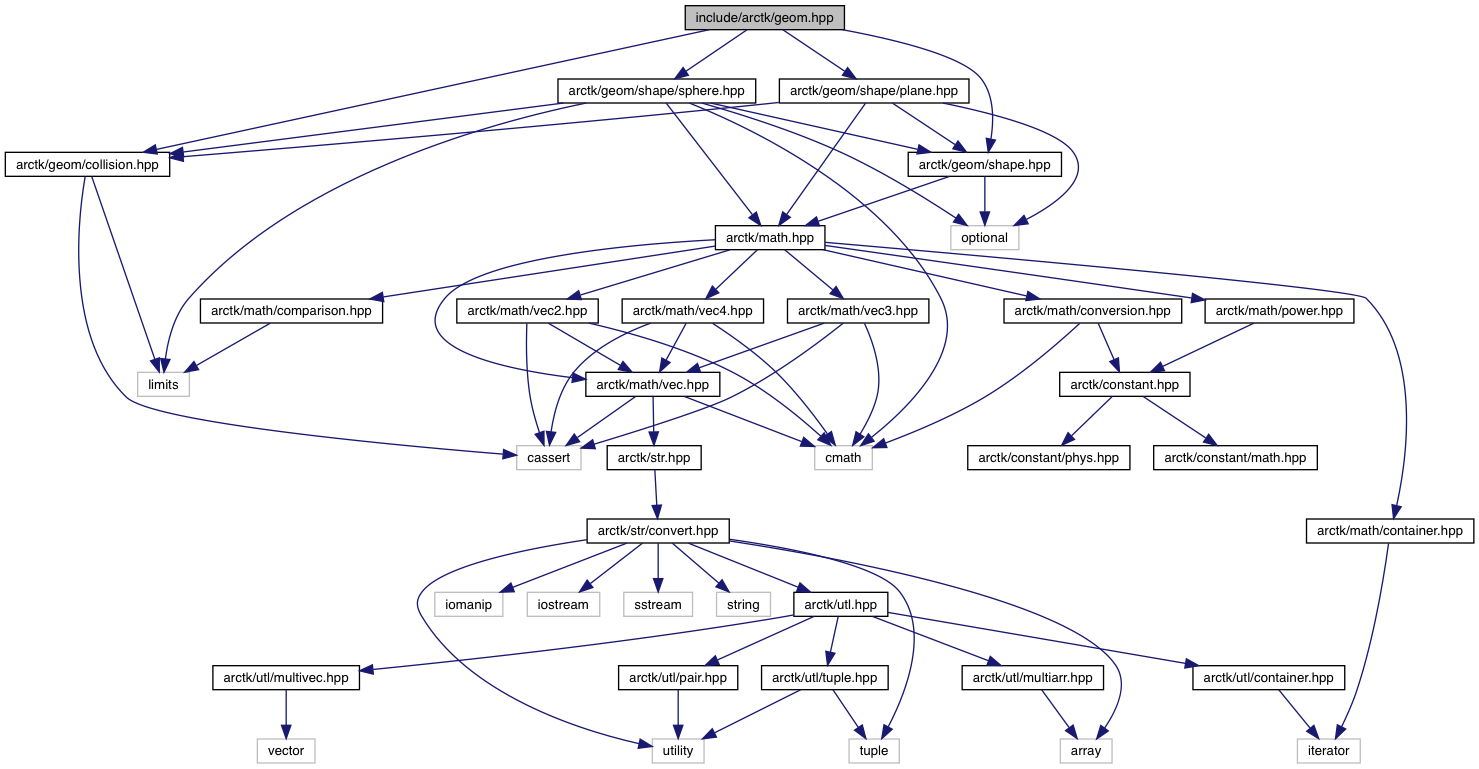 include/arctk/geom.hpp
arctk/geom/shape/sphere.hpp
arctk/geom/shape/plane.hpp
arctk/geom/collision.hpp
arctk/geom/shape.hpp
arctk/math.hpp
optional
arctk/math/comparison.hpp
arctk/math/vec2.hpp
arctk/math/vec4.hpp
arctk/math/vec3.hpp
arctk/math/conversion.hpp
arctk/math/power.hpp
limits
arctk/math/vec.hpp
arctk/constant.hpp
cassert
arctk/str.hpp
cmath
arctk/constant/phys.hpp
arctk/constant/math.hpp
arctk/str/convert.hpp
arctk/math/container.hpp
iomanip
iostream
sstream
string
arctk/utl.hpp
arctk/utl/multivec.hpp
arctk/utl/pair.hpp
arctk/utl/tuple.hpp
arctk/utl/multiarr.hpp
arctk/utl/container.hpp
vector
utility
tuple
array
iterator